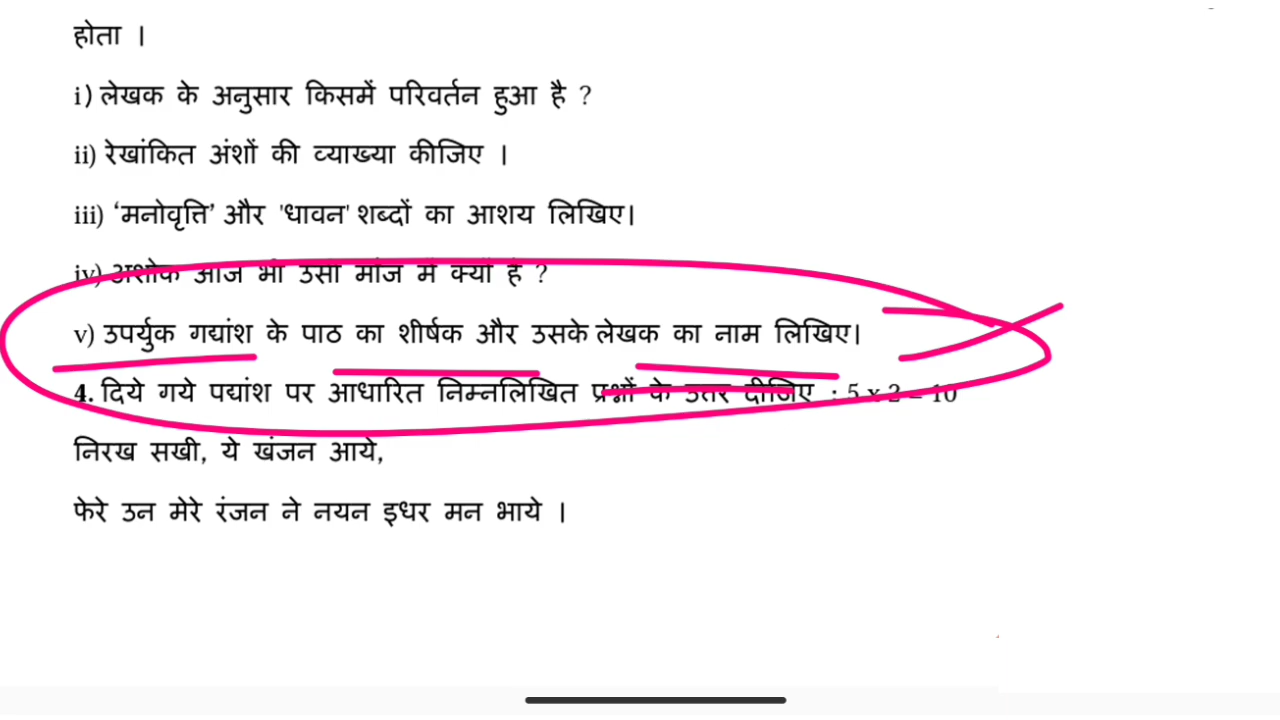 होता ।
i) लेखक के अनुसार किसमें परिवर्तन हुआ है ?
ii) रेखांकित अंशों की व्याख्या कीजिए ।
iii) ‘मनोवृत्ति’ और 'धावन' शब्दों का आशय लिखिए।
iv) अशोक आज भी उसी मौज में क्यों है ?
v) उपर्युक गद्यांश के पाठ का शीर्षक और उसके लेखक का नाम लिखिए।
4. दिये गये पद्यांश पर आधारित निम्नलिखित प्रश्नों के उत्तर दीजिए : 5 x 2 = 10
निरख सखी, ये खंजन आये,
फेरे उन मेरे रंजन ने नयन इधर मन भाये ।